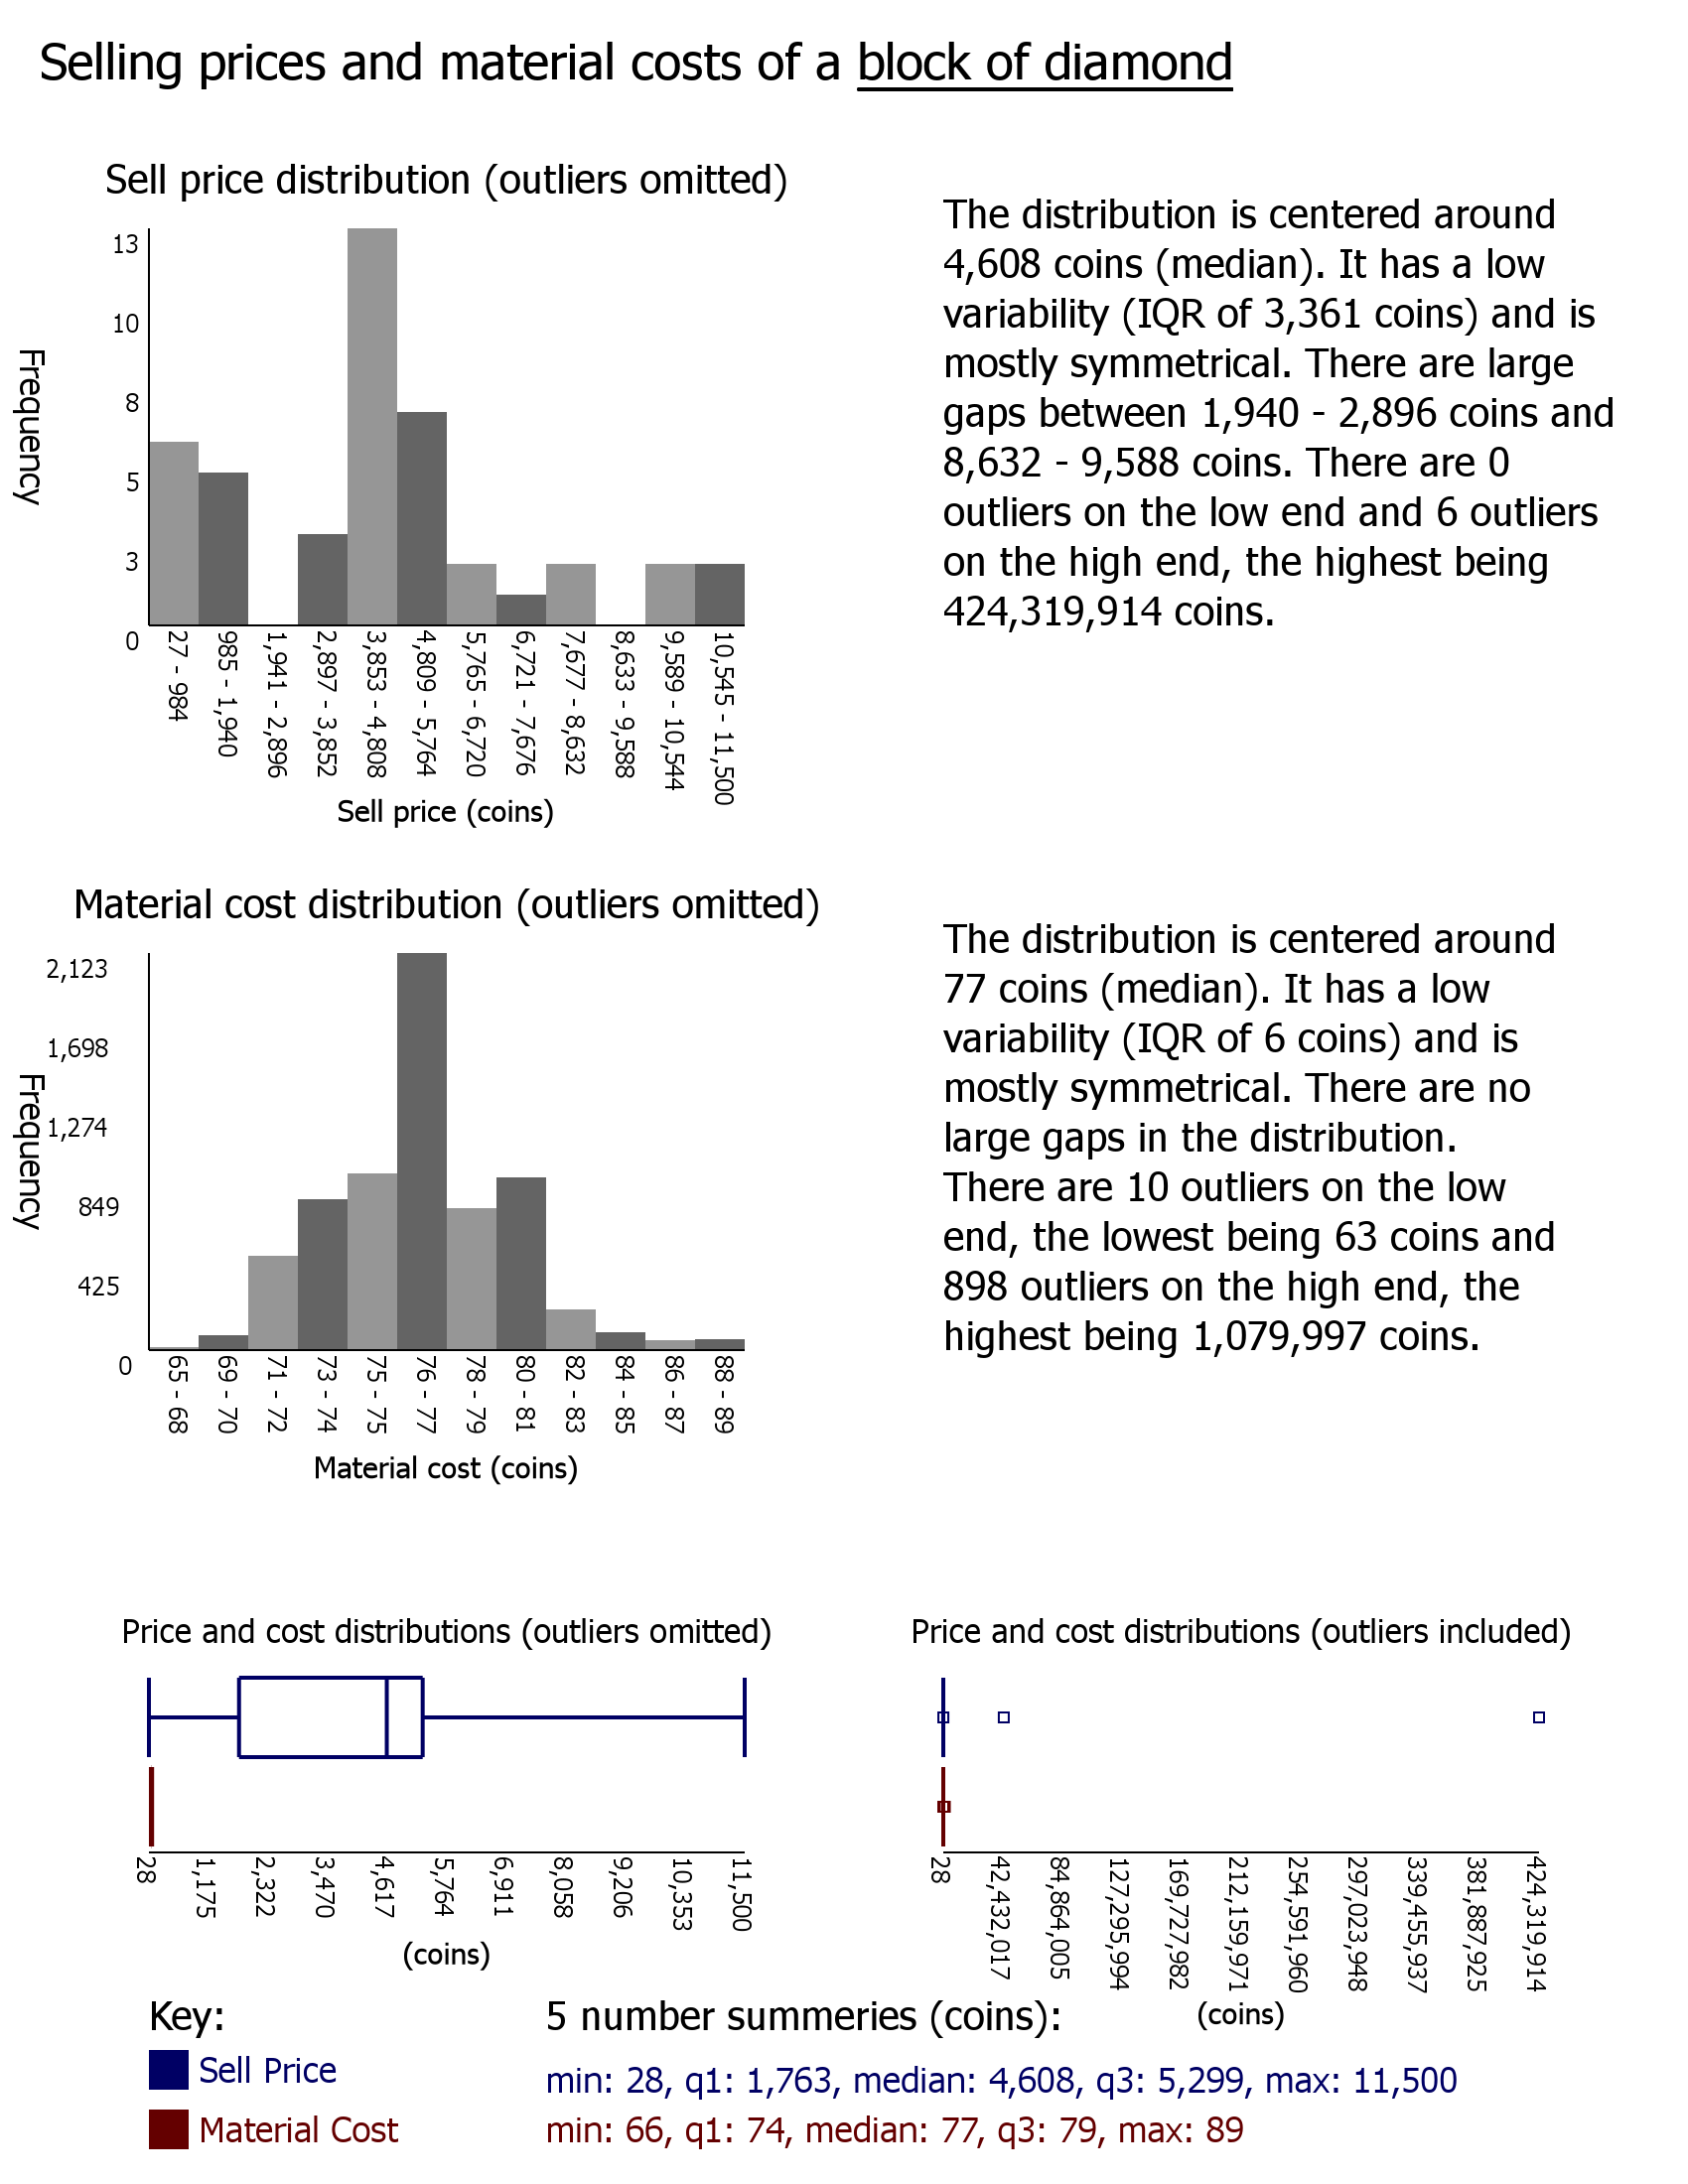 Selling prices and material costs of a block of diamond
Sell price distribution (outliers omitted)
13
10
8
5
3
0
Frequency
27 - 984
985 - 1,940
1,941 - 2,896
2,897 - 3,852
3,853 - 4,808
4,809 - 5,764
5,765 - 6,720
6,721 - 7,676
7,677 - 8,632
8,633 - 9,588
9,589 - 10,544
10,545 - 11,500
Sell price (coins)
The distribution is centered around
4,608 coins (median). It has a low
variability (IQR of 3,361 coins) and is
mostly symmetrical. There are large
gaps between 1,940 - 2,896 coins and
8,632 - 9,588 coins. There are 0
outliers on the low end and 6 outliers
on the high end, the highest being
424,319,914 coins.
Material cost distribution (outliers omitted)
2,123
1,698
1,274
849
425
0
Frequency
65 - 68
69 - 70
71 - 72
73 - 74
75 - 75
76 - 77
78 - 79
80 - 81
82 - 83
84 - 85
86 - 87
88 - 89
Material cost (coins)
The distribution is centered around
77 coins (median). It has a low
variability (IQR of 6 coins) and is
mostly symmetrical. There are no
large gaps in the distribution.
There are 10 outliers on the low
end, the lowest being 63 coins and
898 outliers on the high end, the
highest being 1,079,997 coins.
Price and cost distributions (outliers omitted)
28
1,175
2,322
3,470
4,617
5,764
6,911
8,058
9,206
10,353
11,500
(coins)
Price and cost distributions (outliers included)
28
42,432,017
84,864,005
127,295,994
169,727,982
212,159,971
254,591,960
297,023,948
339,455,937
381,887,925
424,319,914
(coins)
Key:
Sell Price
Material Cost
5 number summeries (coins):
min: 28, q1: 1,763, median: 4,608, q3: 5,299, max: 11,500
min: 66, q1: 74, median: 77, q3: 79, max: 89